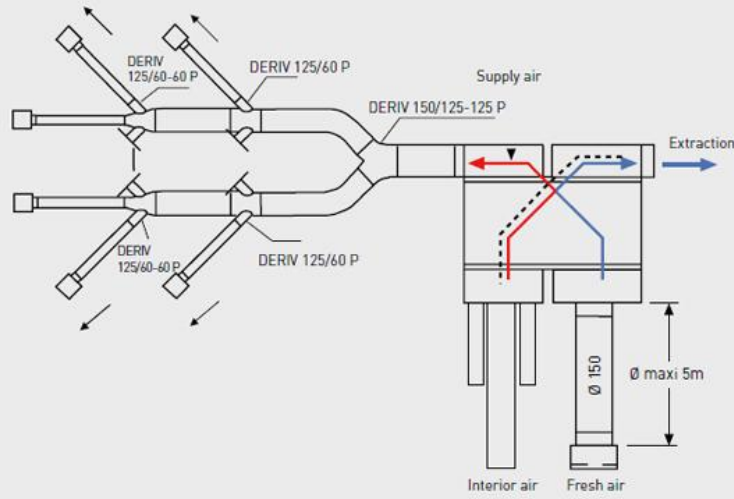 DERIV
125/60-60 P
DERIV 125/60 P
Supply air
DERIV 150/125-125 P
Extraction
DERIV
125/60-60 P
DERIV 125/60 P
Ø 150
Ø maxi 5m
Interior air
Fresh air